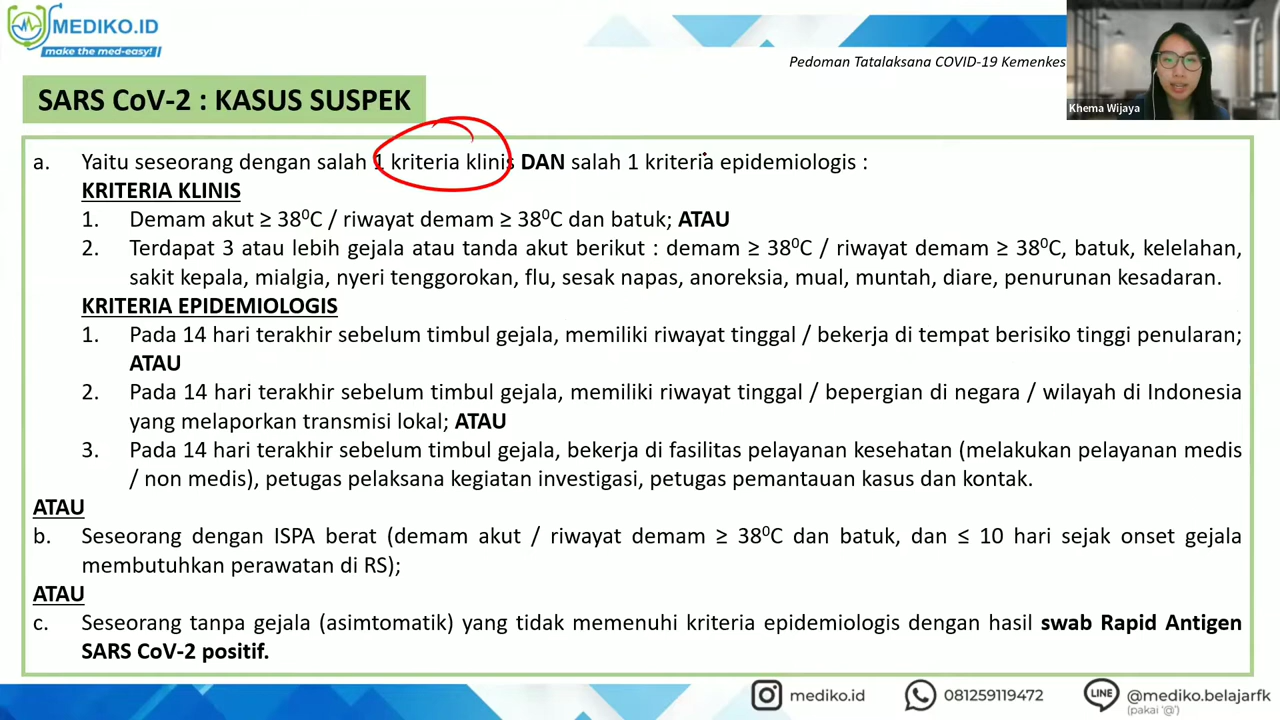 MEDIKO.ID
make the med-easy!
Pedoman Tatalaksana COVID-19 Kemenkes
Khema Wijaya
SARS CoV-2 : KASUS SUSPEK
a. Yaitu seseorang dengan salah 1 kriteria klinis DAN salah 1 kriteria epidemiologis :
KRITERIA KLINIS
1. Demam akut ≥ 38⁰C / riwayat demam ≥ 38⁰C dan batuk; ATAU
2. Terdapat 3 atau lebih gejala atau tanda akut berikut : demam ≥ 38⁰C / riwayat demam ≥ 38⁰C, batuk, kelelahan,
sakit kepala, mialgia, nyeri tenggorokan, flu, sesak napas, anoreksia, mual, muntah, diare, penurunan kesadaran.
KRITERIA EPIDEMIOLOGIS
1. Pada 14 hari terakhir sebelum timbul gejala, memiliki riwayat tinggal / bekerja di tempat berisiko tinggi penularan;
ATAU
2. Pada 14 hari terakhir sebelum timbul gejala, memiliki riwayat tinggal / bepergian di negara / wilayah di Indonesia
yang melaporkan transmisi lokal; ATAU
3. Pada 14 hari terakhir sebelum timbul gejala, bekerja di fasilitas pelayanan kesehatan (melakukan pelayanan medis
/ non medis), petugas pelaksana kegiatan investigasi, petugas pemantauan kasus dan kontak.
ATAU
b. Seseorang dengan ISPA berat (demam akut / riwayat demam ≥ 38⁰C dan batuk, dan ≤ 10 hari sejak onset gejala
membutuhkan perawatan di RS);
ATAU
c. Seseorang tanpa gejala (asimtomatik) yang tidak memenuhi kriteria epidemiologis dengan hasil swab Rapid Antigen
SARS CoV-2 positif.
mediko.id
081259119472
LINE
@mediko.belajarfk
(pakai '@')